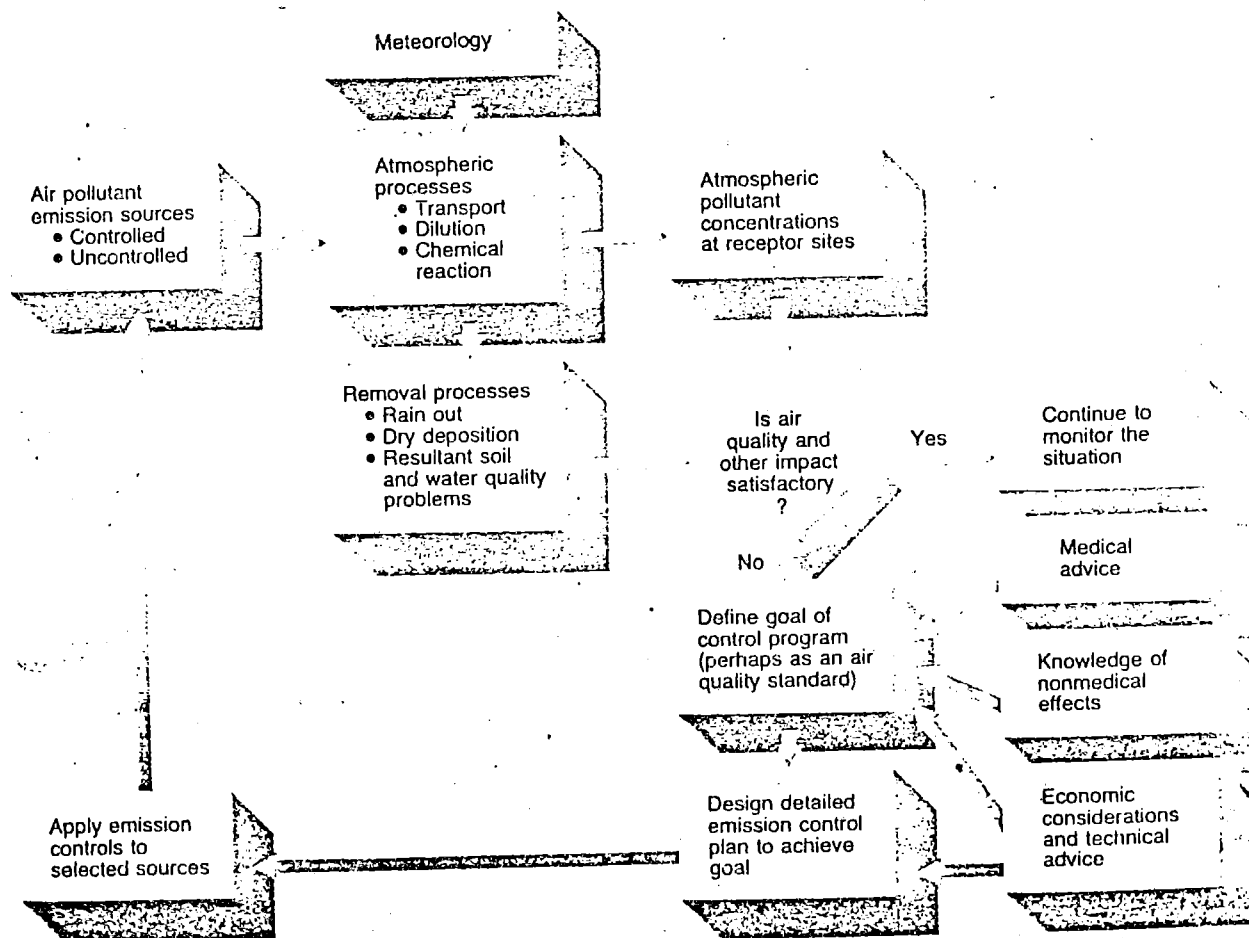 Meteorology
Air pollutant
emission sources
• Controlled
• Uncontrolled
Atmospheric
processes
• Transport
• Dilution
• Chemical
reaction
Atmospheric
pollutant
concentrations
at receptor sites
Removal processes
• Rain out
• Dry deposition
• Resultant soil
and water quality
problems
Is air
quality and
other impact
satisfactory
?
Yes
No
Continue to
monitor the
situation
Medical
advice
Define goal of
control program
(perhaps as an air
quality standard)
Knowledge of
nonmedical
effects
Apply emission
controls to
selected sources
Design detailed
emission control
plan to achieve
goal
Economic
considerations
and technical
advice